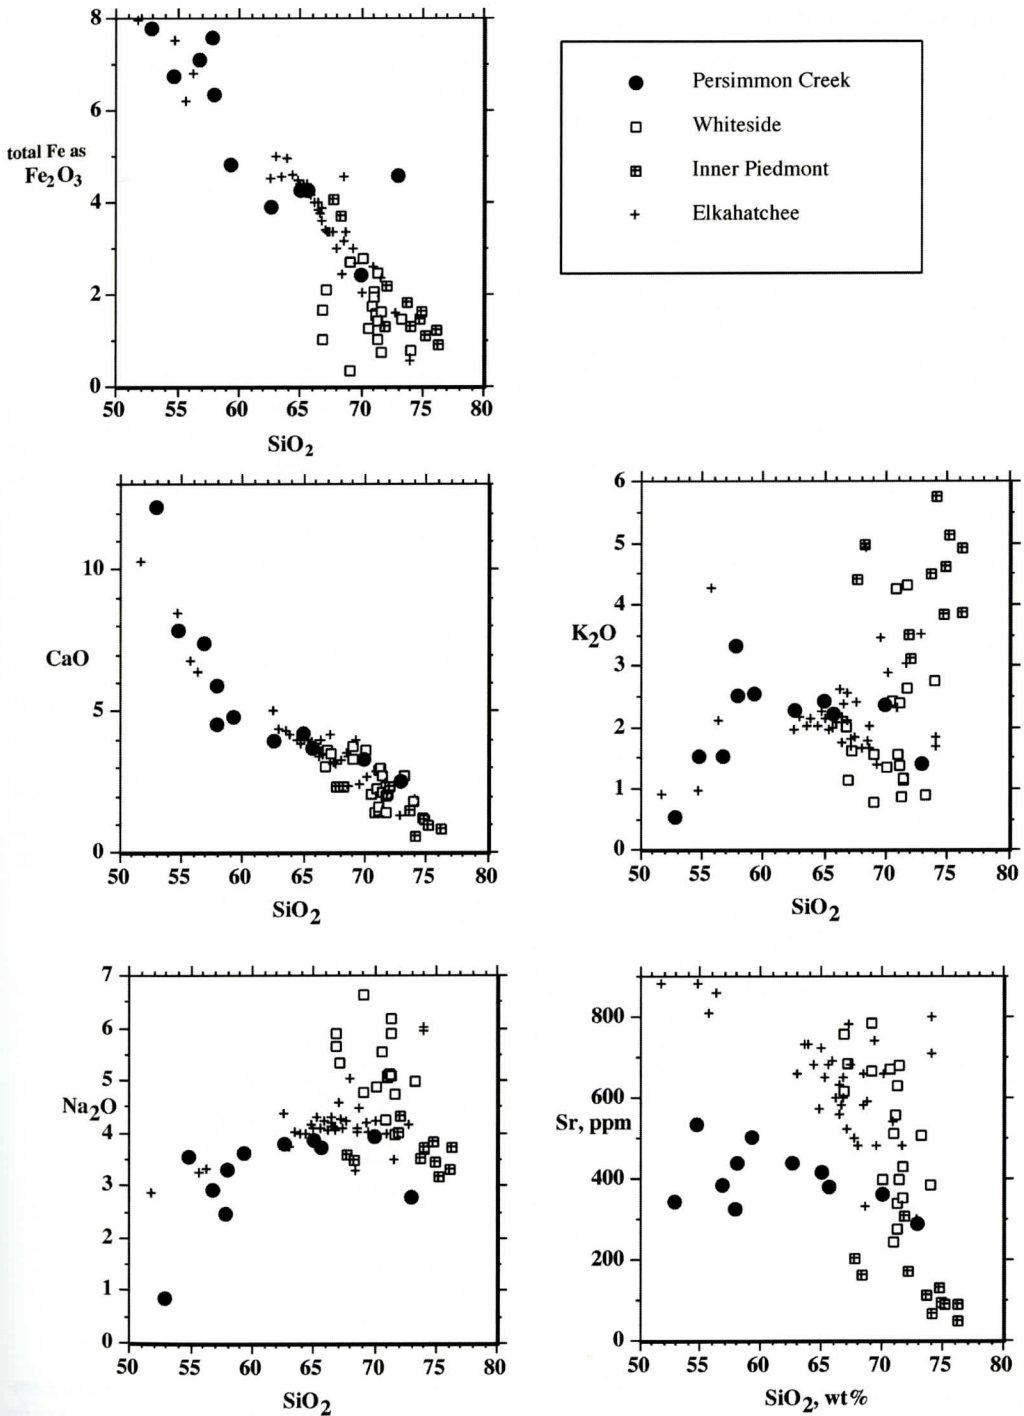 8
6
4
2
0
total Fe as
Fe₂O₃
50 55 60 65 70 75 80
SiO₂
Persimmon Creek
Whiteside
Inner Piedmont
Elkahatchee
10
5
0
CaO
50 55 60 65 70 75 80
SiO₂
6
5
4
3
2
1
0
K₂O
50 55 60 65 70 75 80
SiO₂
7
6
5
4
3
2
1
0
Na₂O
50 55 60 65 70 75 80
SiO₂
800
600
400
200
0
Sr, ppm
50 55 60 65 70 75 80
SiO₂, wt%